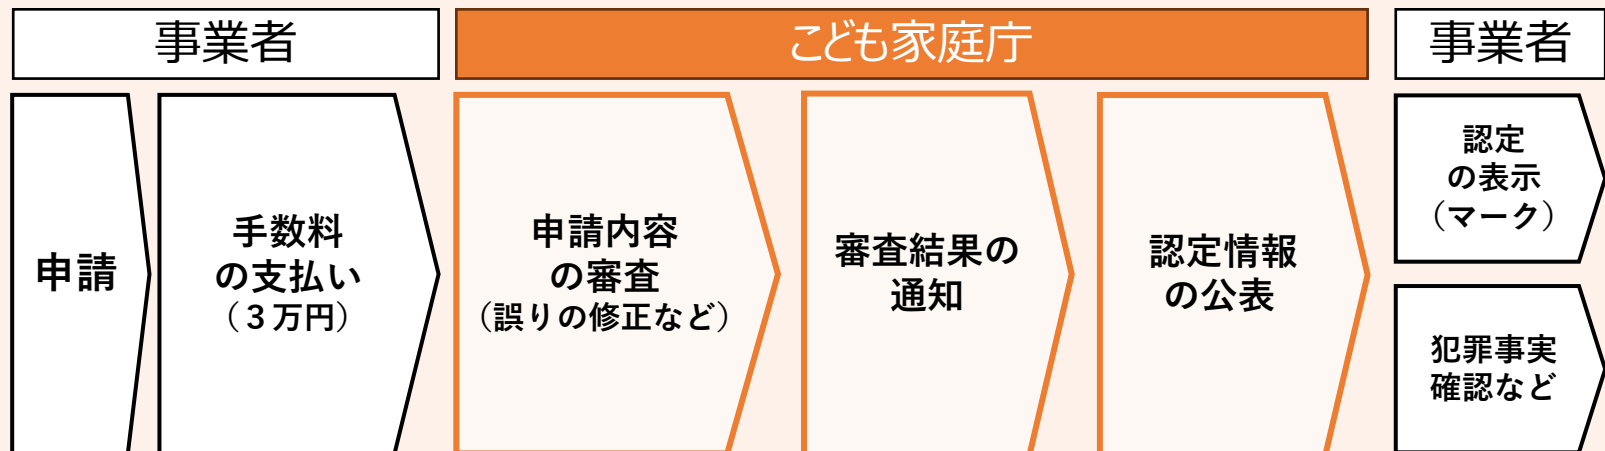 事業者
こども家庭庁
事業者
申請
手数料
の支払い
（３万円）
申請内容
の審査
（誤りの修正など）
審査結果の
通知
認定情報
の公表
認定
の表示
（マーク）
犯罪事実
確認など